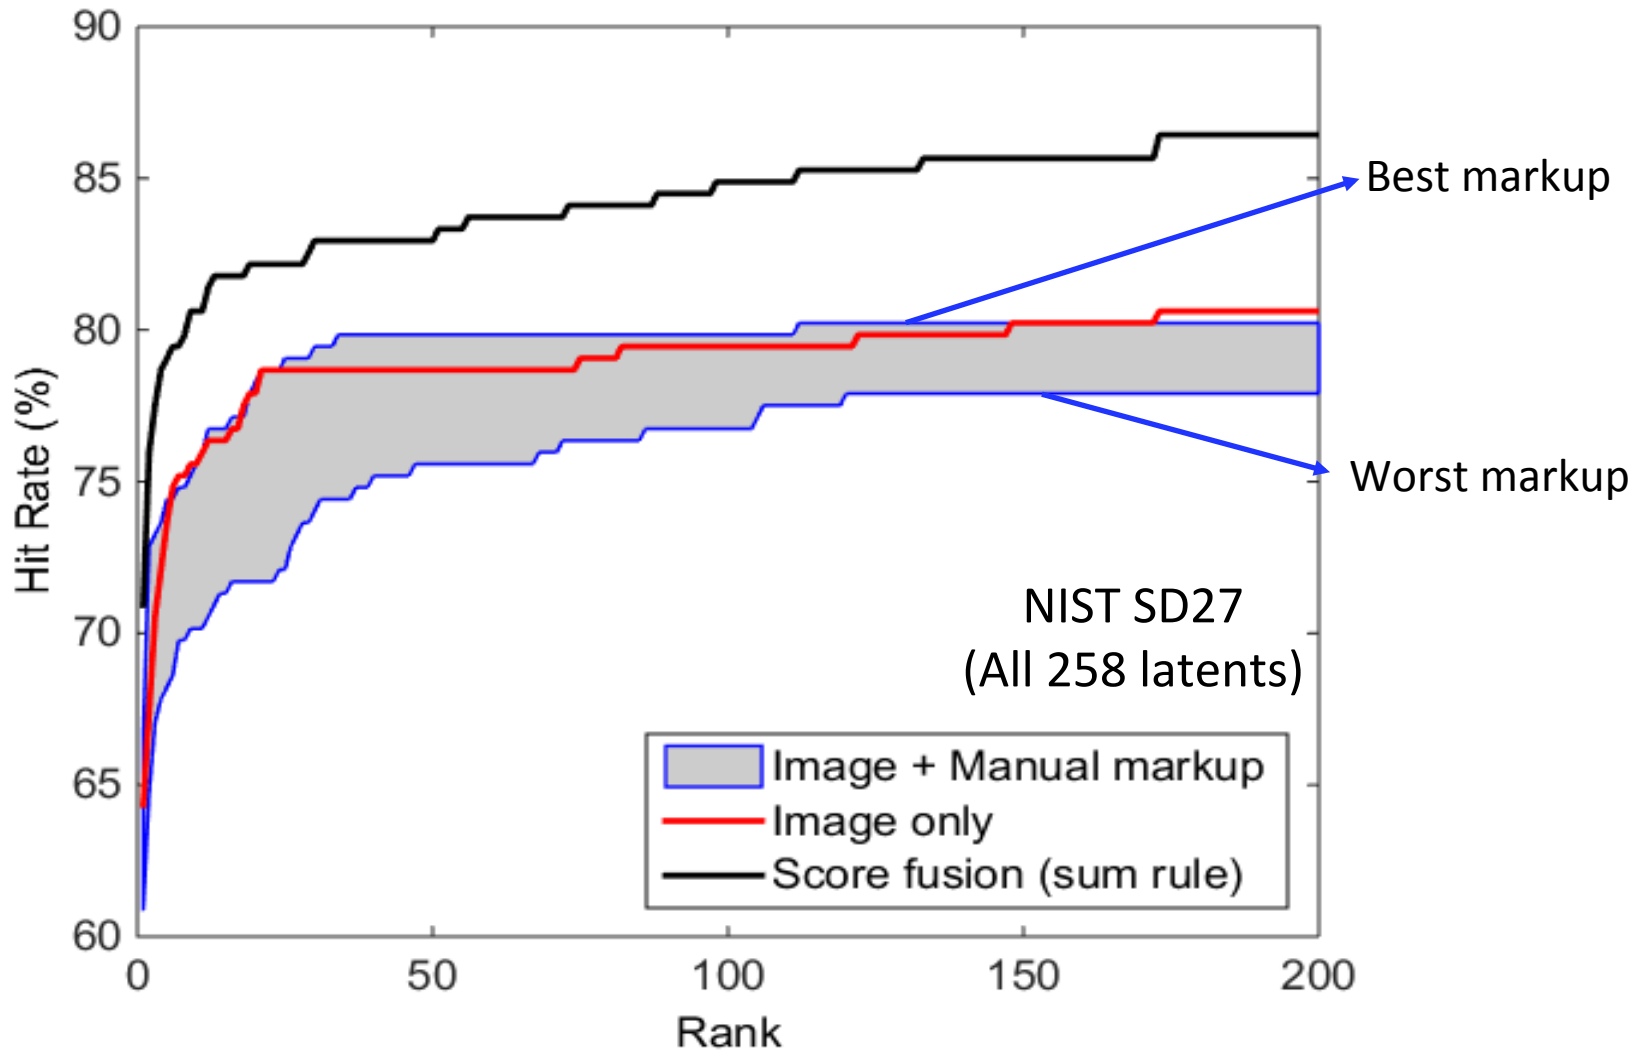 90
85
80
75
70
65
60
Hit Rate (%)
Best markup
Worst markup
NIST SD27
(All 258 latents)
Image + Manual markup
Image only
Score fusion (sum rule)
0 50 100 150 200
Rank